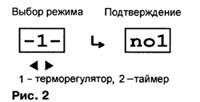 Выбор режима Подтверждение
-1- no1
1 – терморегулятор, 2 – таймер
Рис. 2